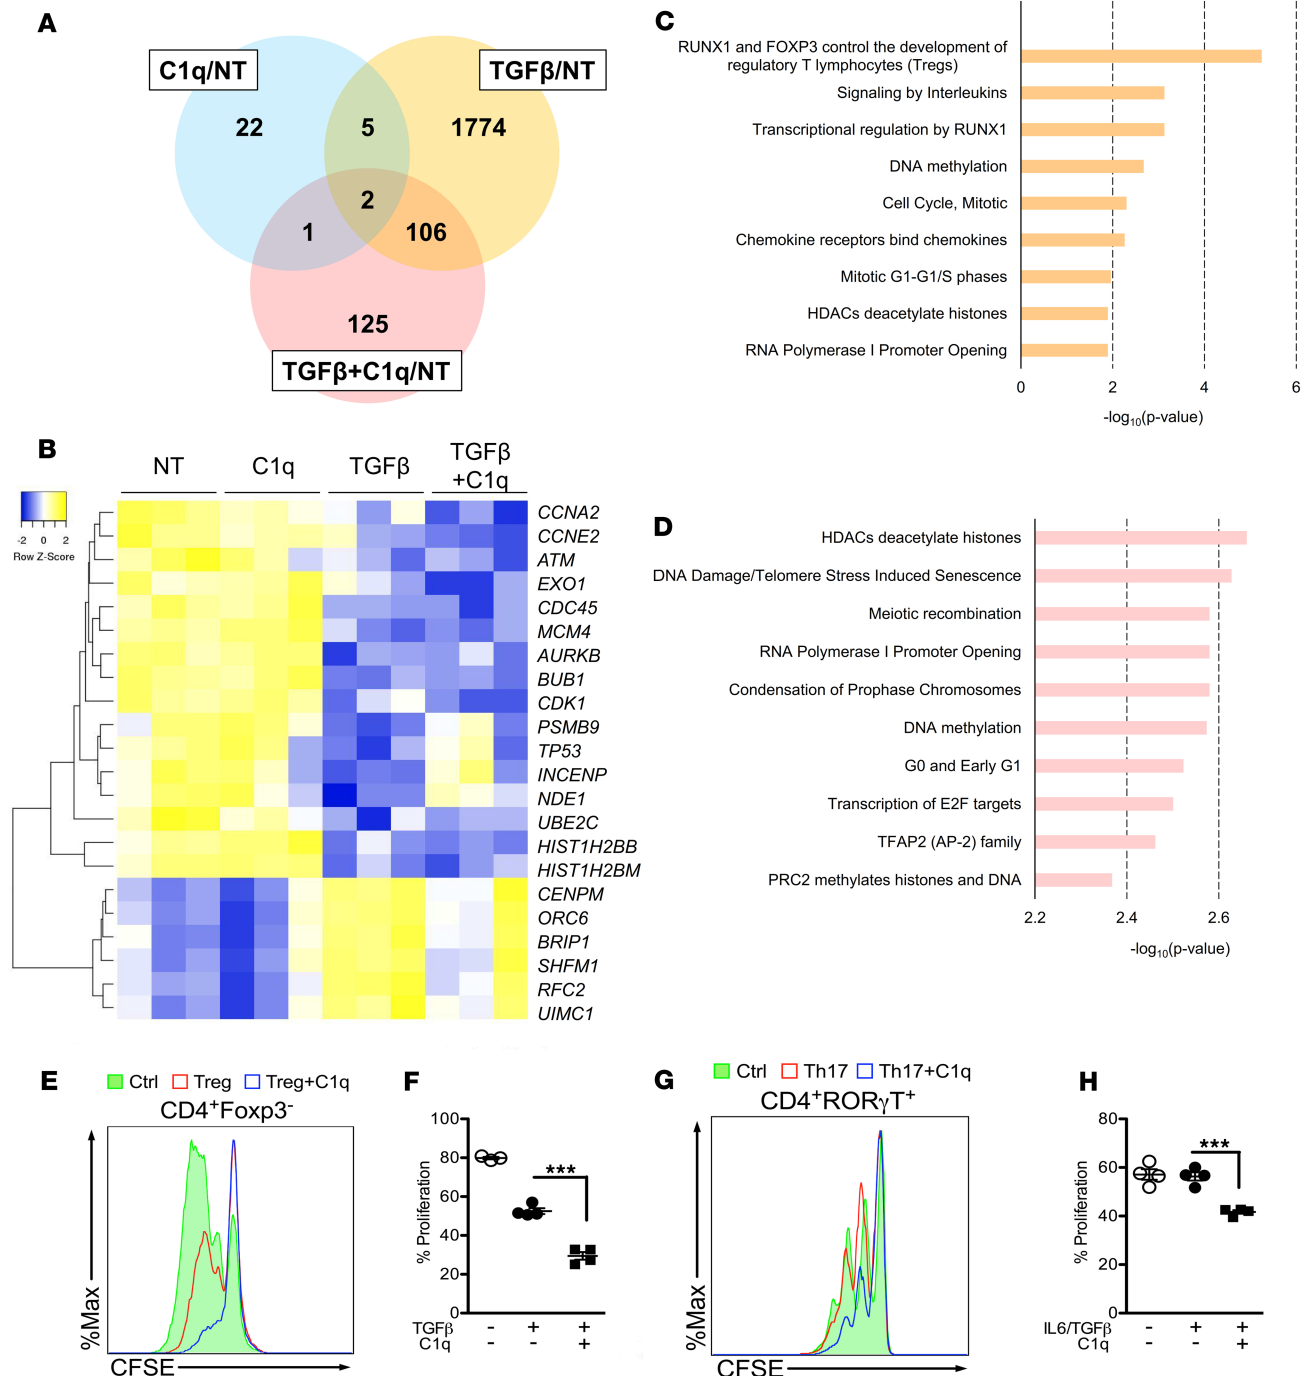 A
C1q/NT
TGFβ/NT
22
5
1774
2
1
106
125
TGFβ+C1q/NT
B
NT
C1q
TGFβ
TGFβ
+C1q
-2 0 2
Row Z-Score
CCNA2
CCNE2
ATM
EXO1
CDC45
MCM4
AURKB
BUB1
CDK1
PSMB9
TP53
INCENP
NDE1
UBE2C
HIST1H2BB
HIST1H2BM
CENPM
ORC6
BRIP1
SHFM1
RFC2
UIMC1
C
RUNX1 and FOXP3 control the development of
regulatory T lymphocytes (Tregs)
Signaling by Interleukins
Transcriptional regulation by RUNX1
DNA methylation
Cell Cycle, Mitotic
Chemokine receptors bind chemokines
Mitotic G1-G1/S phases
HDACs deacetylate histones
RNA Polymerase I Promoter Opening
0 2 4 6
-log10(p-value)
D
HDACs deacetylate histones
DNA Damage/Telomere Stress Induced Senescence
Meiotic recombination
RNA Polymerase I Promoter Opening
Condensation of Prophase Chromosomes
DNA methylation
G0 and Early G1
Transcription of E2F targets
TFAP2 (AP-2) family
PRC2 methylates histones and DNA
2.2 2.4 2.6
-log10(p-value)
E
Ctrl Treg Treg+C1q
CD4+Foxp3-
%Max
CFSE
F
% Proliferation
100
80
60
40
20
0
***
TGFβ - + +
C1q - - +
G
Ctrl Th17 Th17+C1q
CD4+RORγT+
%Max
CFSE
H
% Proliferation
80
60
40
20
0
***
IL6/TGFβ - + +
C1q - - +